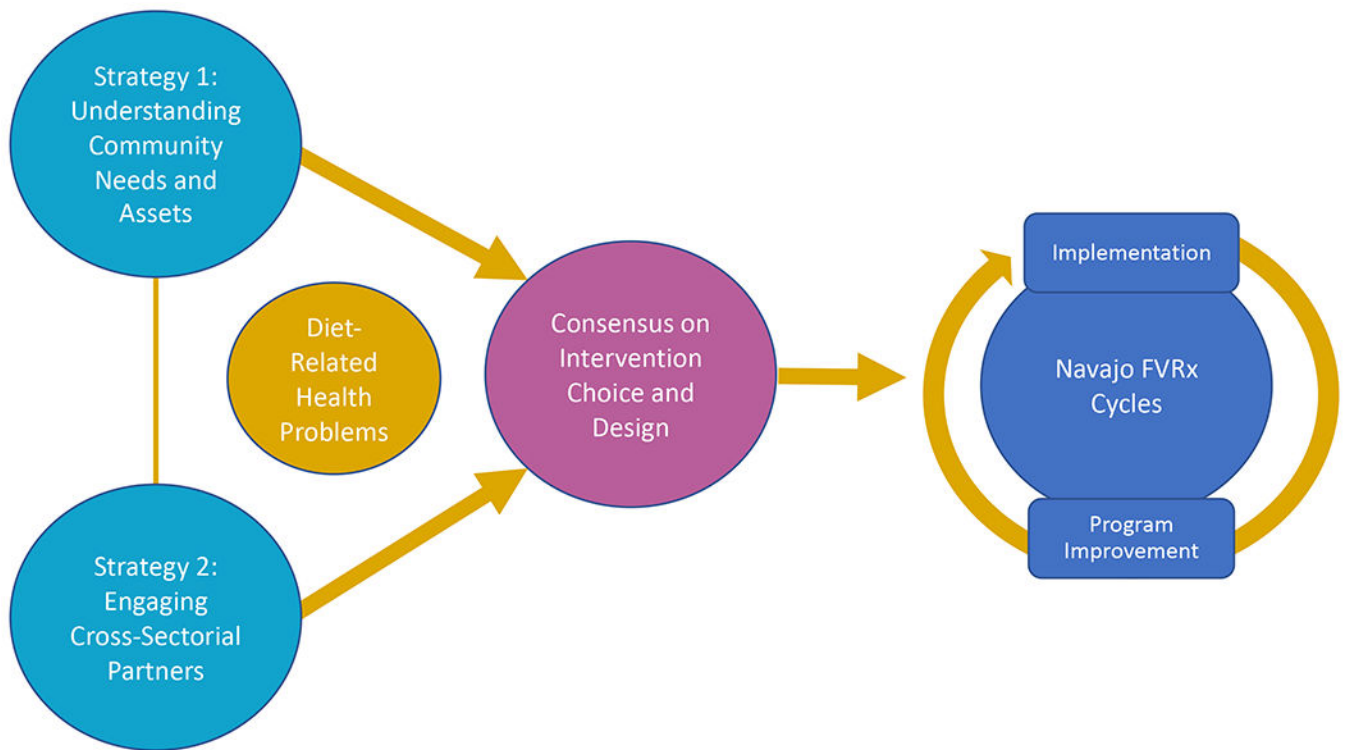 Strategy 1:
Understanding
Community
Needs and
Assets
Diet-
Related
Health
Problems
Strategy 2:
Engaging
Cross-Sectorial
Partners
Consensus on
Intervention
Choice and
Design
Implementation
Navajo FVRx
Cycles
Program
Improvement